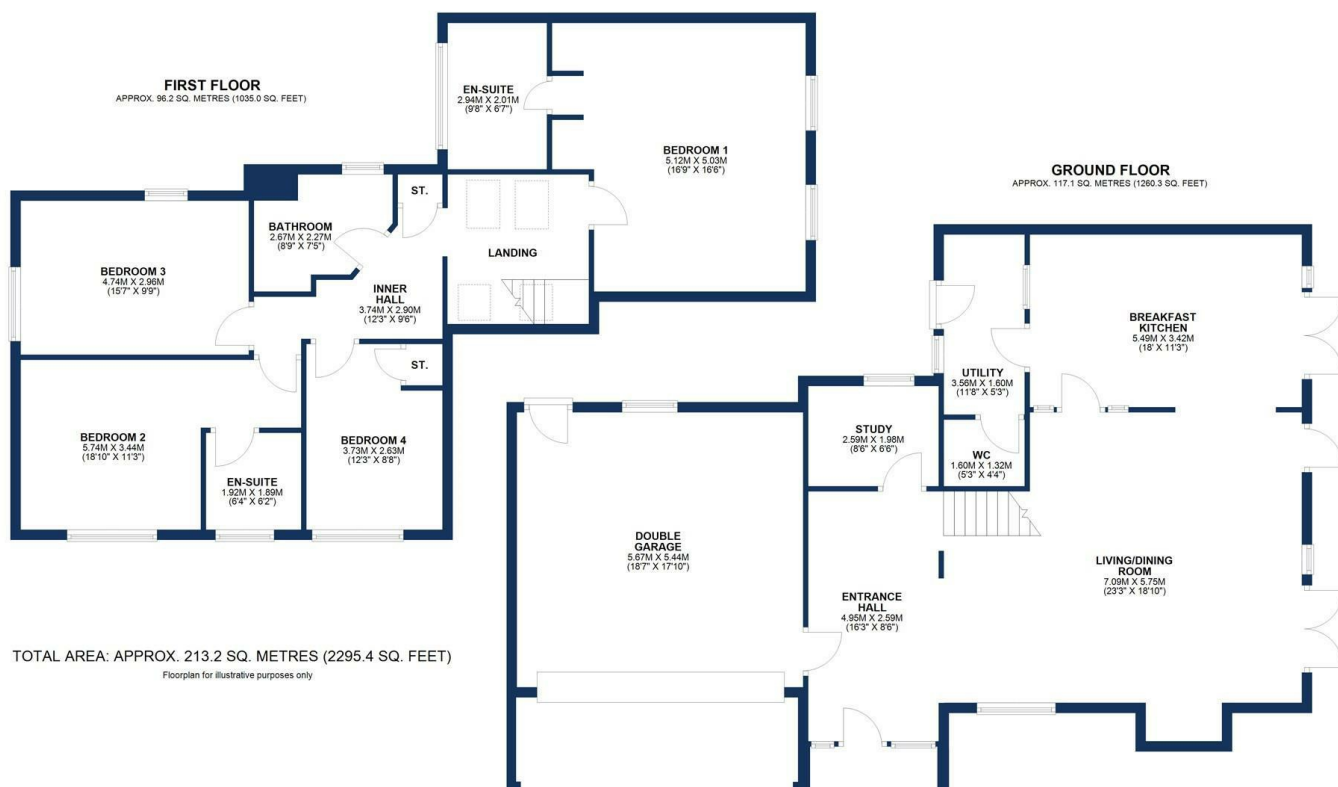 FIRST FLOOR
APPROX. 96.2 SQ. METRES (1035.0 SQ. FEET)
EN-SUITE
2.94M X 2.01M
(9'8" X 6'7")
BEDROOM 1
5.12M X 5.03M
(16'9" X 16'6")
ST.
BATHROOM
2.67M X 2.27M
(8'9" X 7'5")
LANDING
BEDROOM 3
4.74M X 2.96M
(15'7" X 9'9")
INNER
HALL
3.74M X 2.90M
(12'3" X 9'6")
ST.
BEDROOM 2
5.74M X 3.44M
(18'10" X 11'3")
BEDROOM 4
3.73M X 2.63M
(12'3" X 8'8")
EN-SUITE
1.92M X 1.89M
(6'4" X 6'2")
GROUND FLOOR
APPROX. 117.1 SQ. METRES (1260.3 SQ. FEET)
BREAKFAST
KITCHEN
5.49M X 3.42M
(18' X 11'3")
UTILITY
3.56M X 1.60M
(11'8" X 5'3")
STUDY
2.59M X 1.98M
(8'6" X 6'6")
WC
1.60M X 1.32M
(5'3" X 4'4")
DOUBLE
GARAGE
5.67M X 5.44M
(18'7" X 17'10")
LIVING/DINING
ROOM
7.09M X 5.75M
(23'3" X 18'10")
ENTRANCE
HALL
4.95M X 2.59M
(16'3" X 8'6")
TOTAL AREA: APPROX. 213.2 SQ. METRES (2295.4 SQ. FEET)
Floorplan for illustrative purposes only